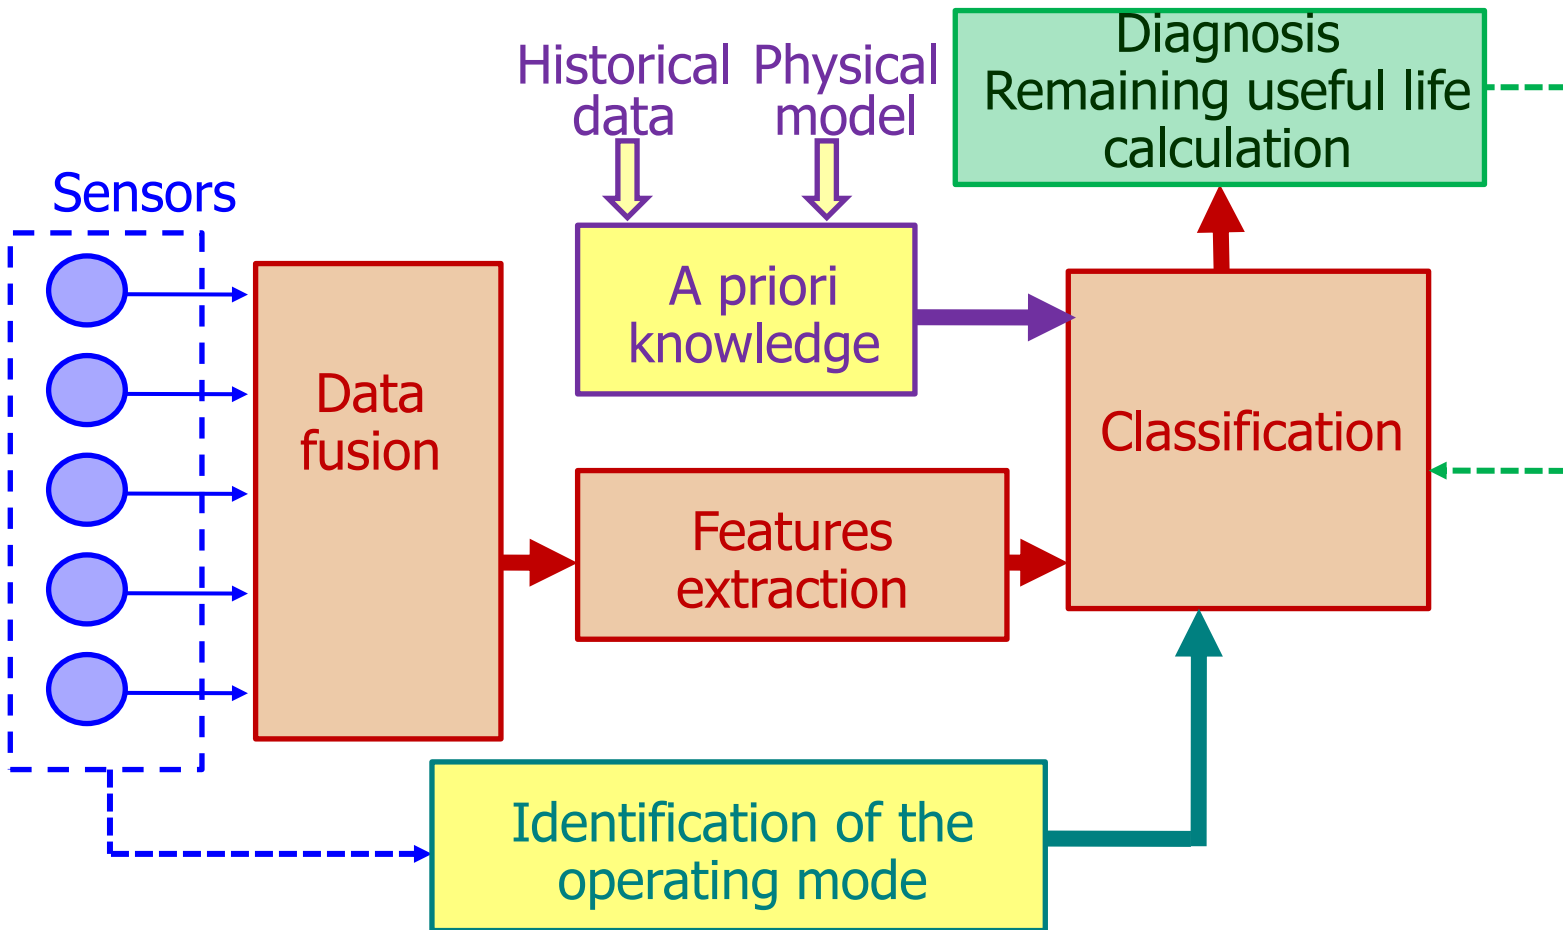 Diagnosis
Remaining useful life
calculation
Historical
data
Physical
model
Sensors
A priori
knowledge
Data
fusion
Classification
Features
extraction
Identification of the
operating mode